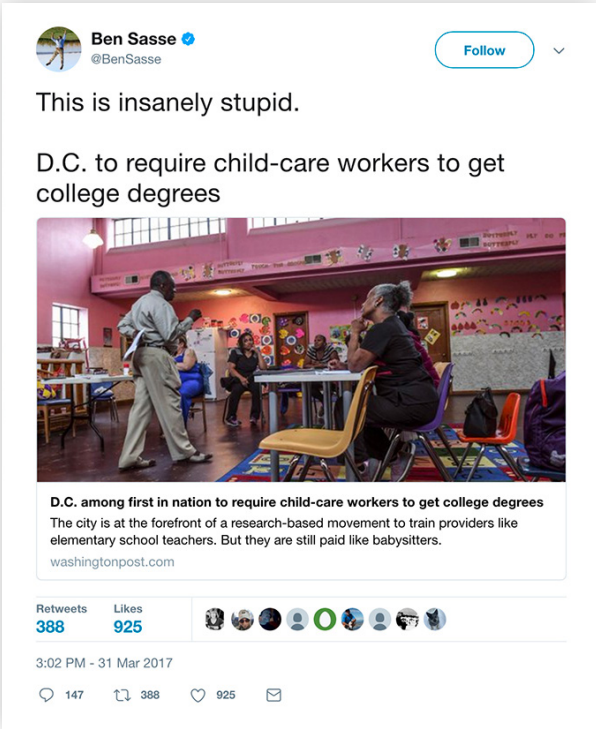 Ben Sasse
@BenSasse
Follow
This is insanely stupid.
D.C. to require child-care workers to get
college degrees
D.C. among first in nation to require child-care workers to get college degrees
The city is at the forefront of a research-based movement to train providers like
elementary school teachers. But they are still paid like babysitters.
washingtonpost.com
Retweets
Likes
388
925
3:02 PM - 31 Mar 2017
147
388
925